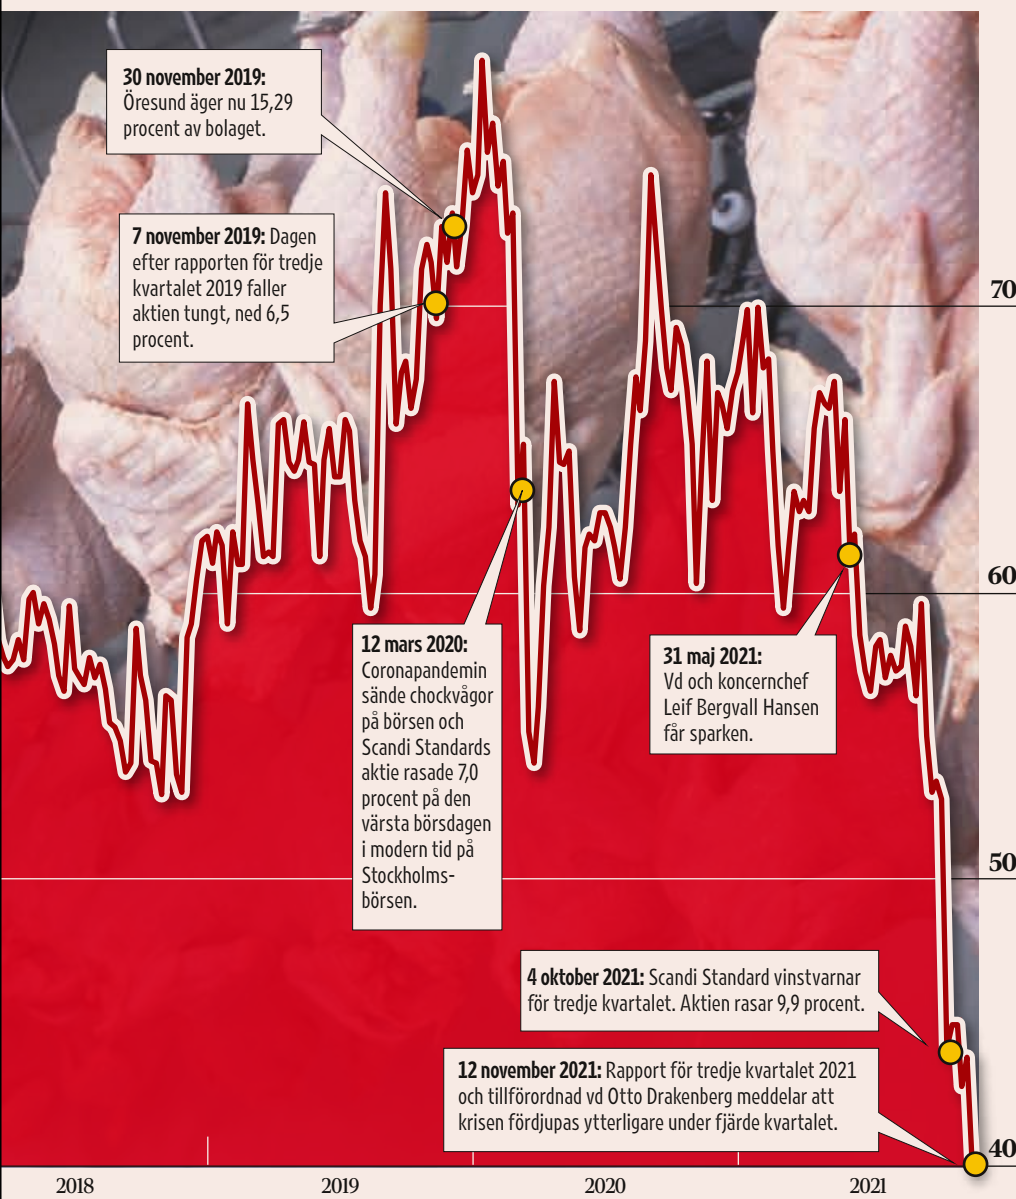 30 november 2019:
Öresund äger nu 15,29
procent av bolaget.
7 november 2019: Dagen
efter rapporten för tredje
kvartalet 2019 faller
aktien tungt, ned 6,5
procent.
70
60
12 mars 2020:
Coronapandemin
sände chockvågor
på börsen och
Scandi Standards
aktie rasade 7,0
procent på den
värsta börsdagen
i modern tid på
Stockholms-
börsen.
31 maj 2021:
Vd och koncernchef
Leif Bergvall Hansen
får sparken.
50
4 oktober 2021: Scandi Standard vinstvarnar
för tredje kvartalet. Aktien rasar 9,9 procent.
12 november 2021: Rapport för tredje kvartalet 2021
och tillförordnad vd Otto Drakenberg meddelar att
krisen fördjupas ytterligare under fjärde kvartalet.
40
2018 2019 2020 2021